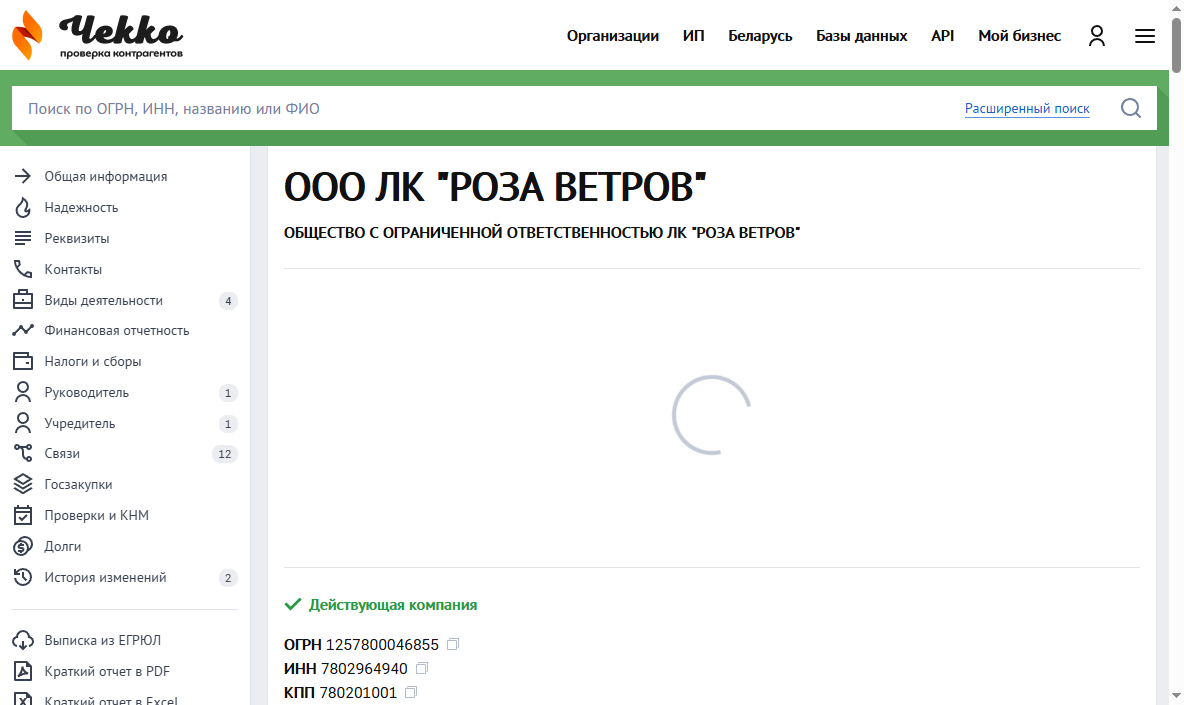 Чекко
проверка контрагентов
Организации ИП Беларусь Базы данных API Мой бизнес
Поиск по ОГРН, ИНН, названию или ФИО Расширенный поиск
Общая информация
Надежность
Реквизиты
Контакты
Виды деятельности 4
Финансовая отчетность
Налоги и сборы
Руководитель 1
Учредитель 1
Связи 12
Госзакупки
Проверки и КНМ
Долги
История изменений 2
Выписка из ЕГРЮЛ
Краткий отчет в PDF
Краткий отчет в Excel
ООО ЛК "РОЗА ВЕТРОВ"
ОБЩЕСТВО С ОГРАНИЧЕННОЙ ОТВЕТСТВЕННОСТЬЮ ЛК "РОЗА ВЕТРОВ"
Действующая компания
ОГРН 1257800046855
ИНН 7802964940
КПП 780201001